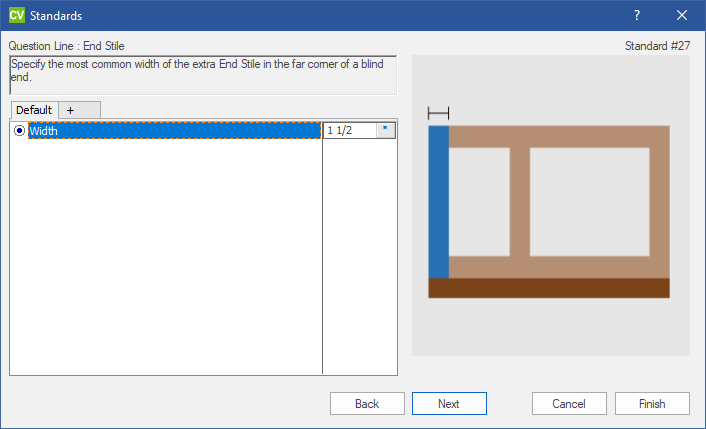 CV Standards
?
Question Line : End Stile
Standard #27
Specify the most common width of the extra End Stile in the far corner of a blind
end.
Default +
Width 1 1/2 "
Back Next Cancel Finish